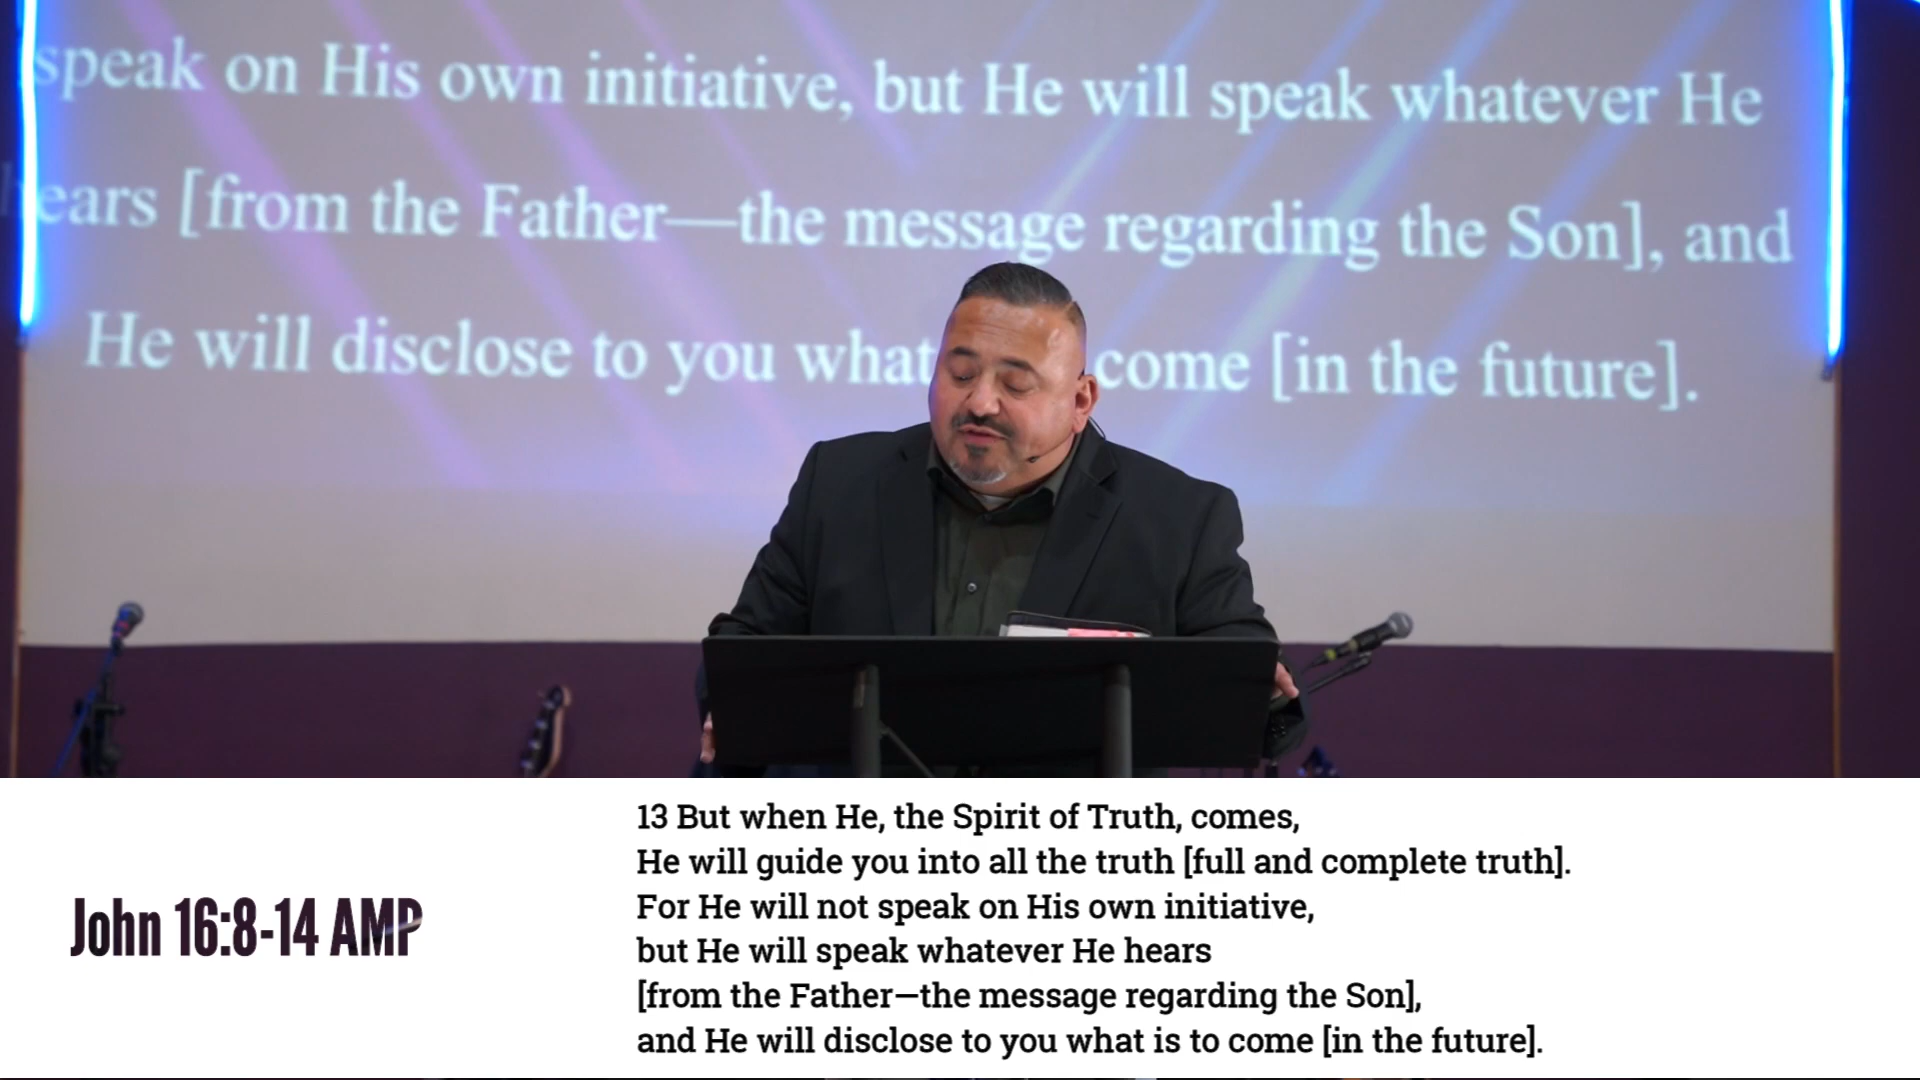 speak on His own initiative, but He will speak whatever He
hears [from the Father—the message regarding the Son], and
He will disclose to you what come [in the future].
John 16:8-14 AMP
13 But when He, the Spirit of Truth, comes,
He will guide you into all the truth [full and complete truth].
For He will not speak on His own initiative,
but He will speak whatever He hears
[from the Father—the message regarding the Son],
and He will disclose to you what is to come [in the future].